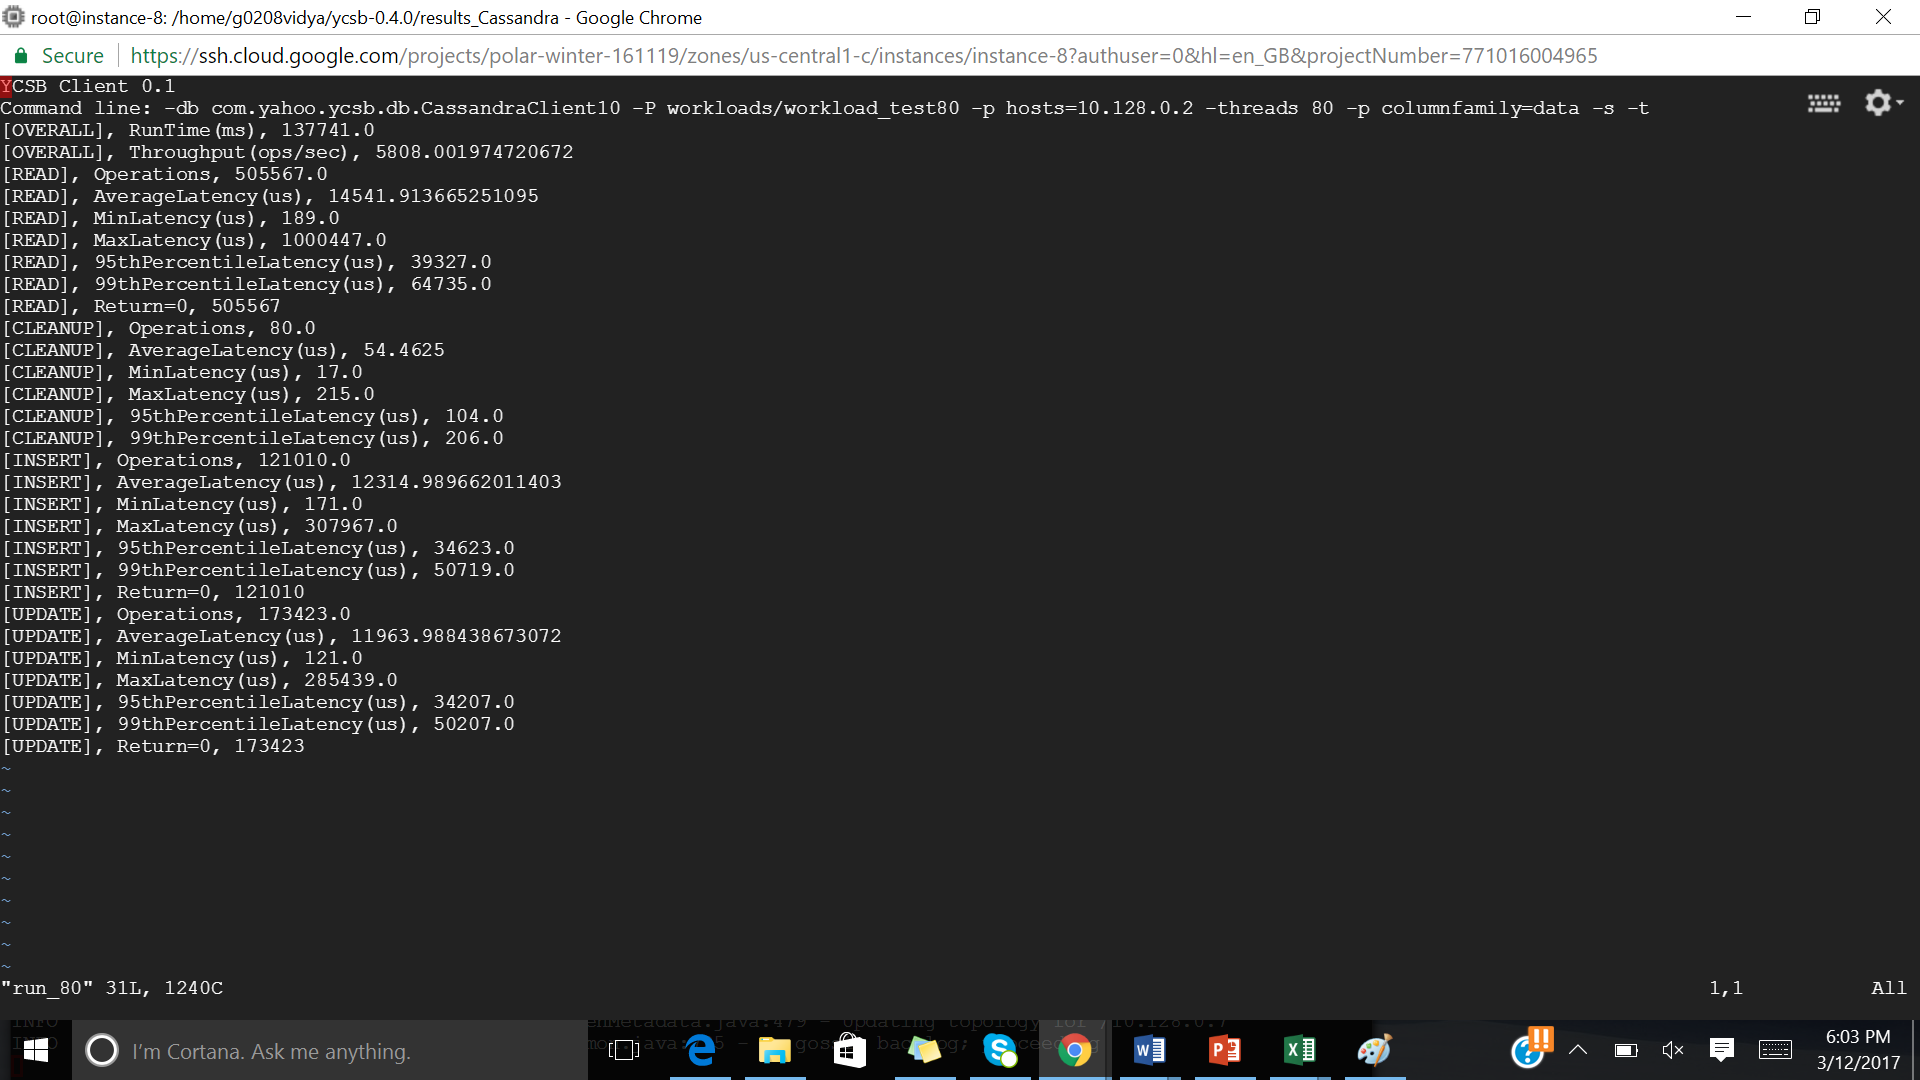 root@instance-8: /home/g0208vidya/ycsb-0.4.0/results_Cassandra - Google Chrome
Secure https://ssh.cloud.google.com/projects/polar-winter-161119/zones/us-central1-c/instances/instance-8?authuser=0&hl=en_GB&projectNumber=771016004965
YCSB Client 0.1
Command line: -db com.yahoo.ycsb.db.CassandraClient10 -P workloads/workload_test80 -p hosts=10.128.0.2 -threads 80 -p columnfamily=data -s -t
[OVERALL], RunTime(ms), 137741.0
[OVERALL], Throughput(ops/sec), 5808.001974720672
[READ], Operations, 505567.0
[READ], AverageLatency(us), 14541.913665251095
[READ], MinLatency(us), 189.0
[READ], MaxLatency(us), 1000447.0
[READ], 95thPercentileLatency(us), 39327.0
[READ], 99thPercentileLatency(us), 64735.0
[READ], Return=0, 505567
[CLEANUP], Operations, 80.0
[CLEANUP], AverageLatency(us), 54.4625
[CLEANUP], MinLatency(us), 17.0
[CLEANUP], MaxLatency(us), 215.0
[CLEANUP], 95thPercentileLatency(us), 104.0
[CLEANUP], 99thPercentileLatency(us), 206.0
[INSERT], Operations, 121010.0
[INSERT], AverageLatency(us), 12314.989662011403
[INSERT], MinLatency(us), 171.0
[INSERT], MaxLatency(us), 307967.0
[INSERT], 95thPercentileLatency(us), 34623.0
[INSERT], 99thPercentileLatency(us), 50719.0
[INSERT], Return=0, 121010
[UPDATE], Operations, 173423.0
[UPDATE], AverageLatency(us), 11963.988438673072
[UPDATE], MinLatency(us), 121.0
[UPDATE], MaxLatency(us), 285439.0
[UPDATE], 95thPercentileLatency(us), 34207.0
[UPDATE], 99thPercentileLatency(us), 50207.0
[UPDATE], Return=0, 173423
~
~
~
~
~
~
~
~
~
~
"run_80" 31L, 1240C 1,1 All
I'm Cortana. Ask me anything.
6:03 PM
3/12/2017